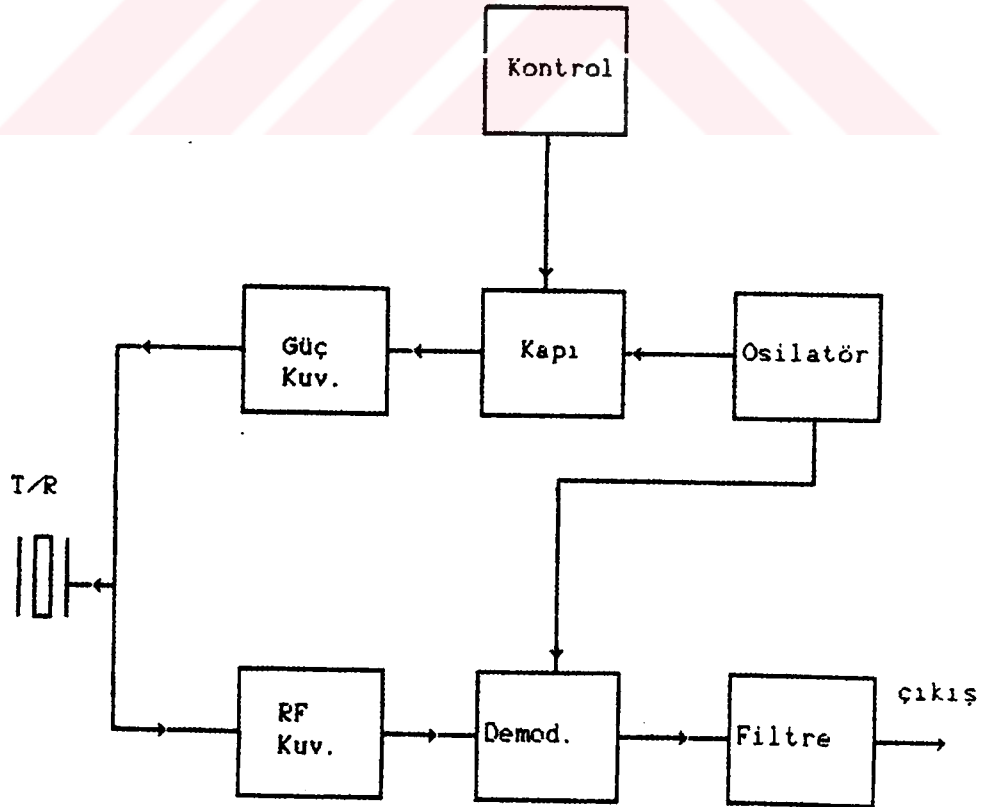 Kontrol
Güç
Kuv.
Kapı
Osilatör
T/R
RF
Kuv.
Demod.
Filtre
çıkış